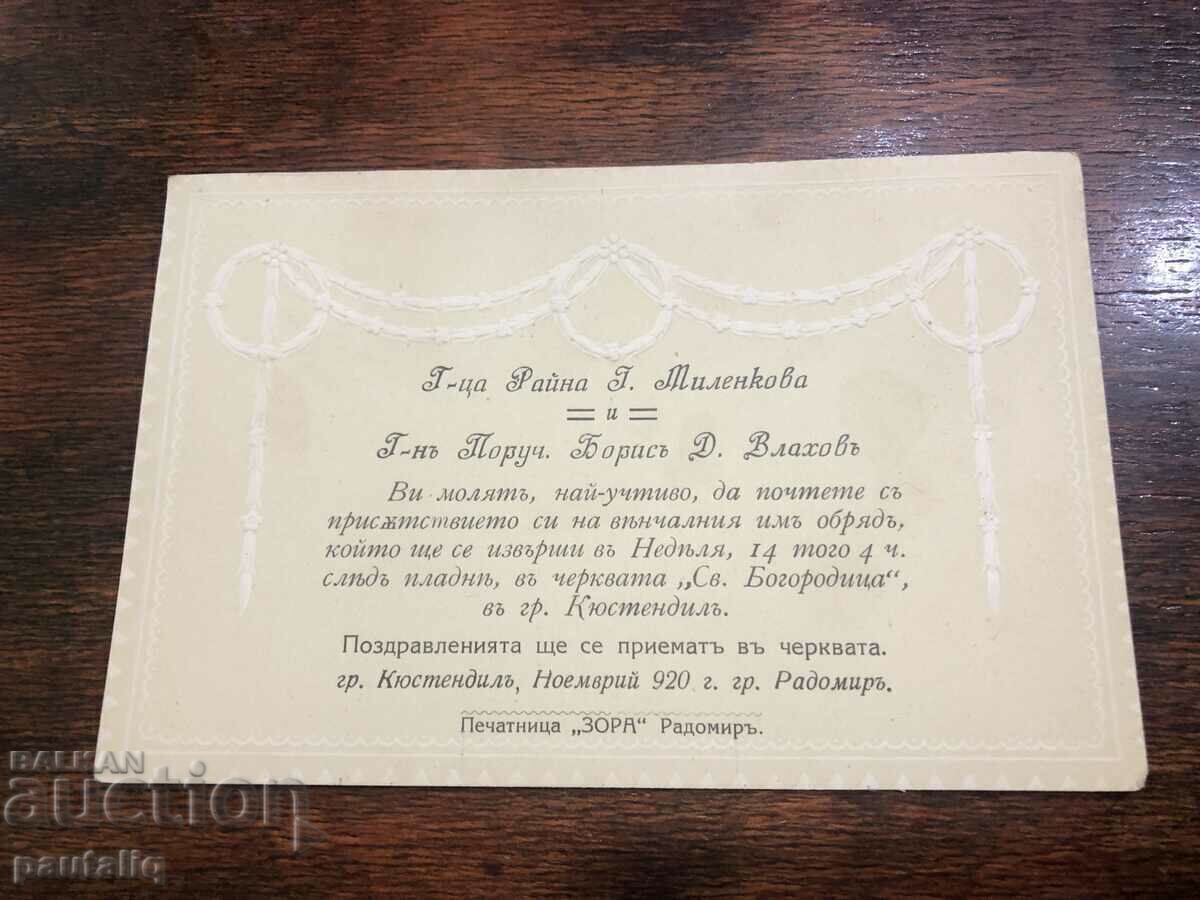 Г-ца Райна Г. Миленкова
= и =
Г-нъ Поруч. Борисъ Д. Влаховъ
Ви молятъ, най-учтиво, да почтете съ
присѫтствието си на вѣнчалния имъ обрядъ,
който ще се извърши въ Недѣля, 14 того 4 ч.
слѣдъ пладнѣ, въ черквата „Св. Богородица“,
въ гр. Кюстендилъ.
Поздравленията ще се приематъ въ черквата.
гр. Кюстендилъ, Ноемврий 920 г. гр. Радомиръ.
Печатница „ЗОРА“ Радомиръ.
BALKAN
auction
pautaliq